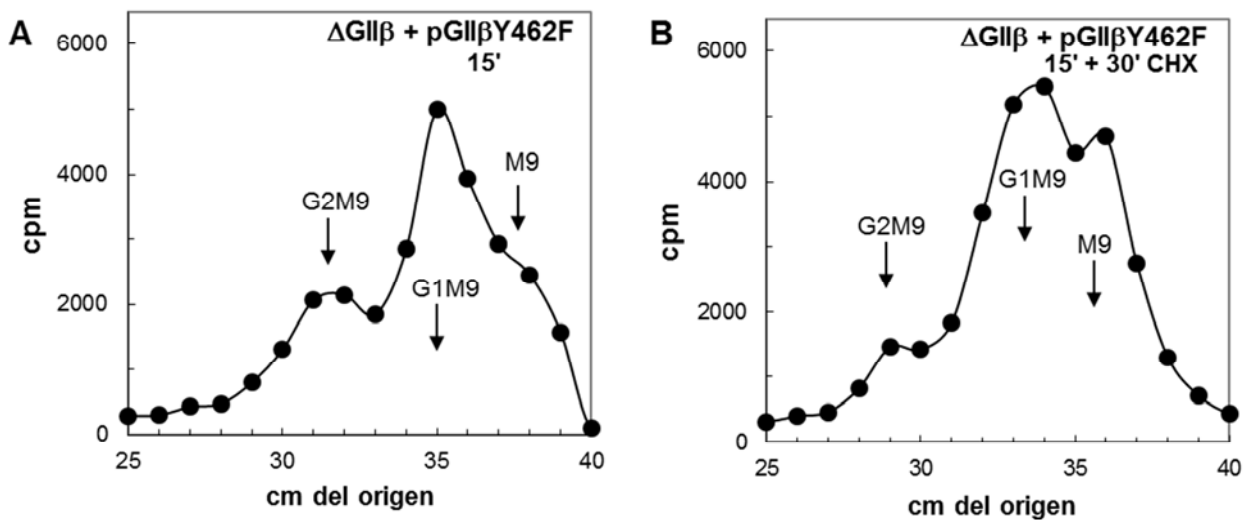 A
ΔGIIβ + pGIIβY462F
15'
6000
4000
2000
0
cpm
G2M9
G1M9
M9
25
30
35
40
cm del origen
B
ΔGIIβ + pGIIβY462F
15' + 30' CHX
6000
4000
2000
0
cpm
G2M9
G1M9
M9
25
30
35
40
cm del origen